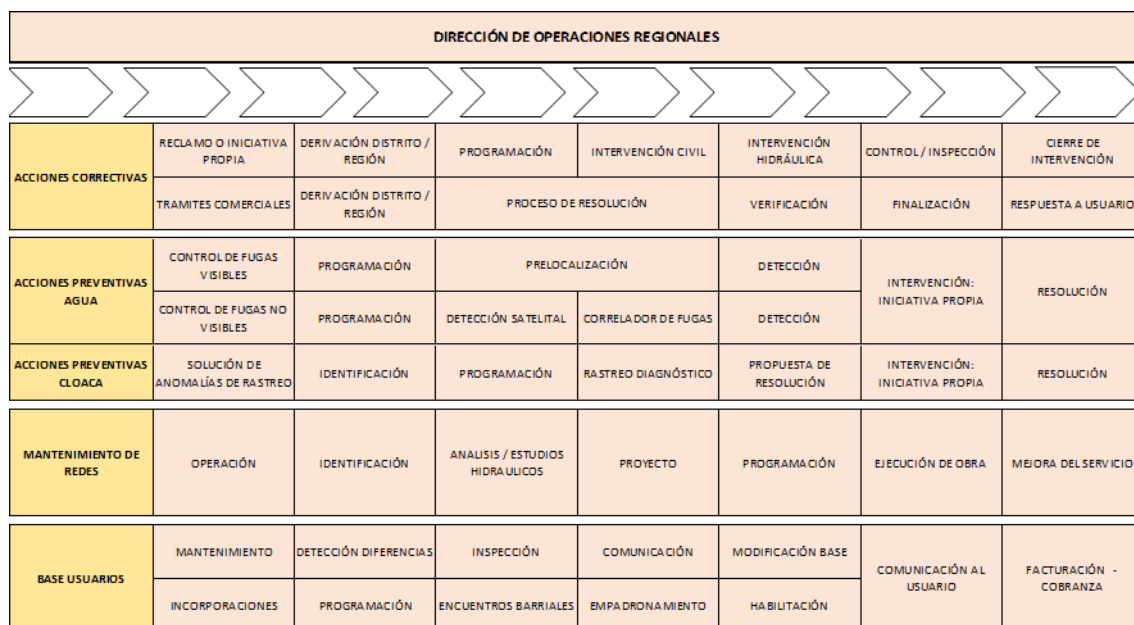 DIRECCIÓN DE OPERACIONES REGIONALES
ACCIONES CORRECTIVAS
RECLAMO O INICIATIVA
PROPIA
DERIVACIÓN DISTRITO /
REGIÓN
PROGRAMACIÓN
INTERVENCIÓN CIVIL
INTERVENCIÓN
HIDRÁULICA
CONTROL / INSPECCIÓN
CIERRE DE
INTERVENCIÓN
TRAMITES COMERCIALES
DERIVACIÓN DISTRITO /
REGIÓN
PROCESO DE RESOLUCIÓN
VERIFICACIÓN
FINALIZACIÓN
RESPUESTA A USUARIO
ACCIONES PREVENTIVAS
AGUA
CONTROL DE FUGAS
VISIBLES
PROGRAMACIÓN
PRELOCALIZACIÓN
DETECCIÓN
INTERVENCIÓN:
INICIATIVA PROPIA
RESOLUCIÓN
CONTROL DE FUGAS NO
VISIBLES
PROGRAMACIÓN
DETECCIÓN SATELITAL
CORRELADOR DE FUGAS
DETECCIÓN
ACCIONES PREVENTIVAS
CLOACA
SOLUCIÓN DE
ANOMALÍAS DE RASTREO
IDENTIFICACIÓN
PROGRAMACIÓN
RASTREO DIAGNÓSTICO
PROPUESTA DE
RESOLUCIÓN
INTERVENCIÓN:
INICIATIVA PROPIA
RESOLUCIÓN
MANTENIMIENTO DE
REDES
OPERACIÓN
IDENTIFICACIÓN
ANALISIS / ESTUDIOS
HIDRAULICOS
PROYECTO
PROGRAMACIÓN
EJECUCIÓN DE OBRA
MEJORA DEL SERVICIO
BASE USUARIOS
MANTENIMIENTO
DETECCIÓN DIFERENCIAS
INSPECCIÓN
COMUNICACIÓN
MODIFICACIÓN BASE
COMUNICACIÓN AL
USUARIO
FACTURACIÓN -
COBRANZA
INCORPORACIONES
PROGRAMACIÓN
ENCUENTROS BARRIALES
EMPADRONAMIENTO
HABILITACIÓN